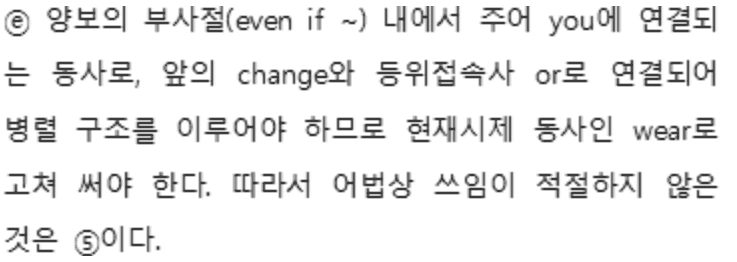 ⓔ 양보의 부사절(even if ~) 내에서 주어 you에 연결되
는 동사로, 앞의 change와 등위접속사 or로 연결되어
병렬 구조를 이루어야 하므로 현재시제 동사인 wear로
고쳐 써야 한다. 따라서 어법상 쓰임이 적절하지 않은
것은 ⑤이다.